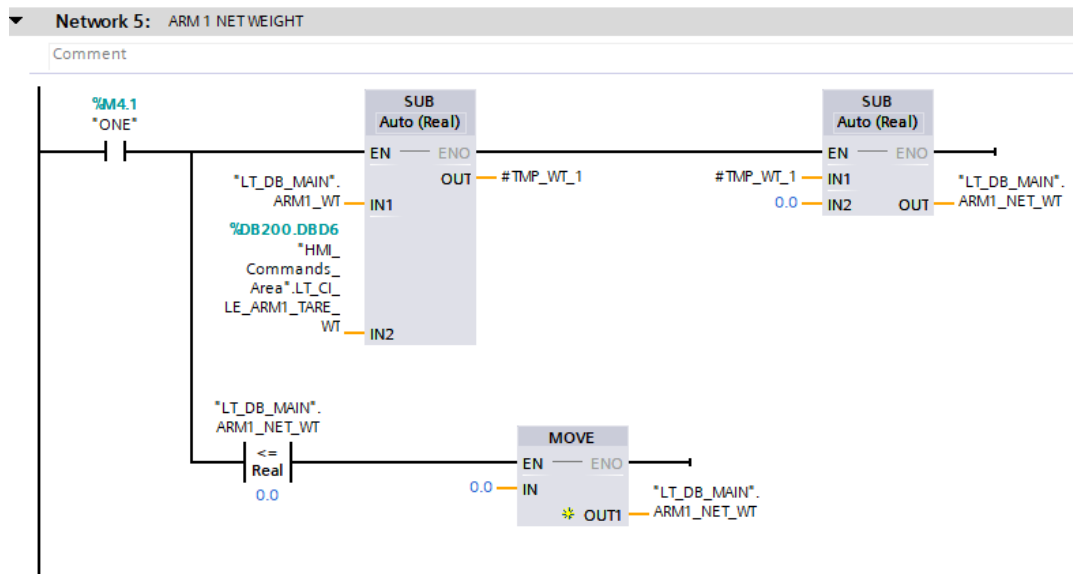 Network 5: ARM 1 NET WEIGHT
Comment
%M4.1
"ONE"
SUB
Auto (Real)
EN ENO
OUT #TMP_WT_1
"LT_DB_MAIN".
ARM1_WT IN1
%DB200.DBD6
"HMI_
Commands_
Area".LT_CI_
LE_ARM1_TARE_
WT IN2
SUB
Auto (Real)
EN ENO
#TMP_WT_1 IN1
0.0 IN2 OUT
"LT_DB_MAIN".
ARM1_NET_WT
"LT_DB_MAIN".
ARM1_NET_WT
<=
Real
0.0
MOVE
EN ENO
0.0 IN
OUT1
"LT_DB_MAIN".
ARM1_NET_WT